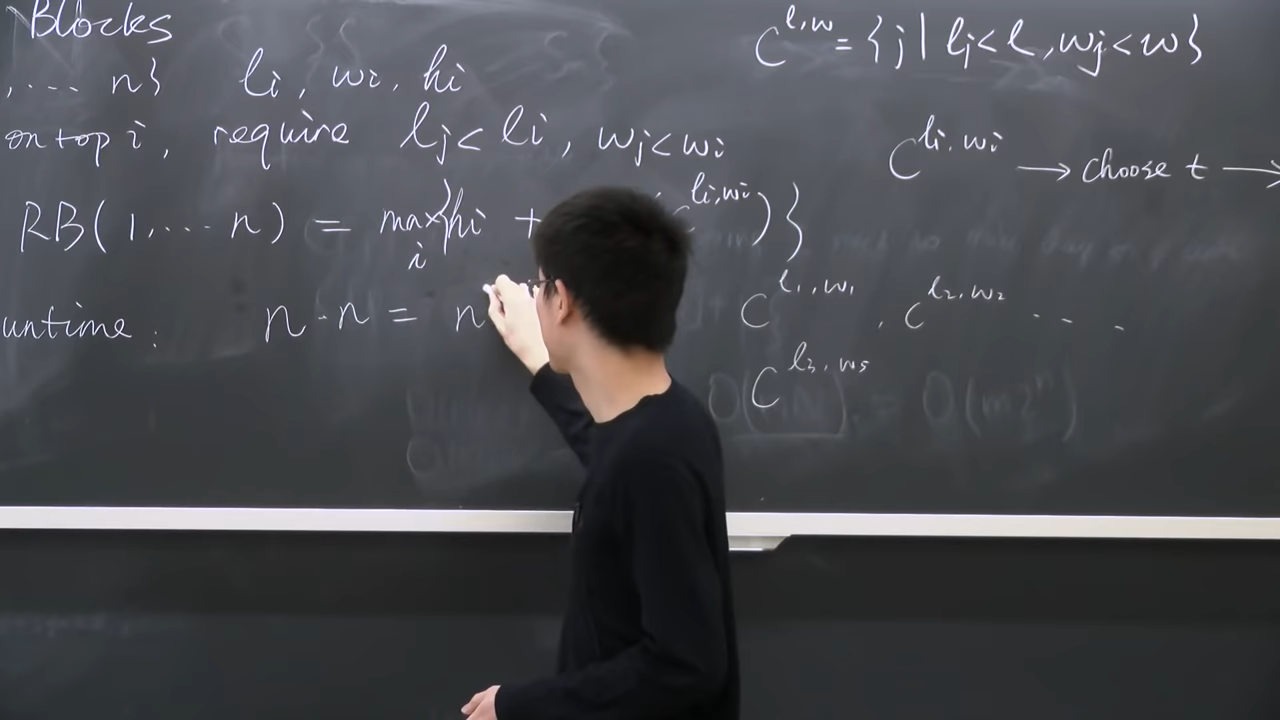 Blocks
, ... n} li, wi, hi
on top i, require lj < li, wj < wi
RB(1, ... n) = max{hi + li,wi)}
i
untime : n · n = n
C^{l,w} = {j | lj < l, wj < w}
C^{li,wi} → choose t →
C^{l1,w1} , C^{l2,w2} - - -
C^{l3,w5}